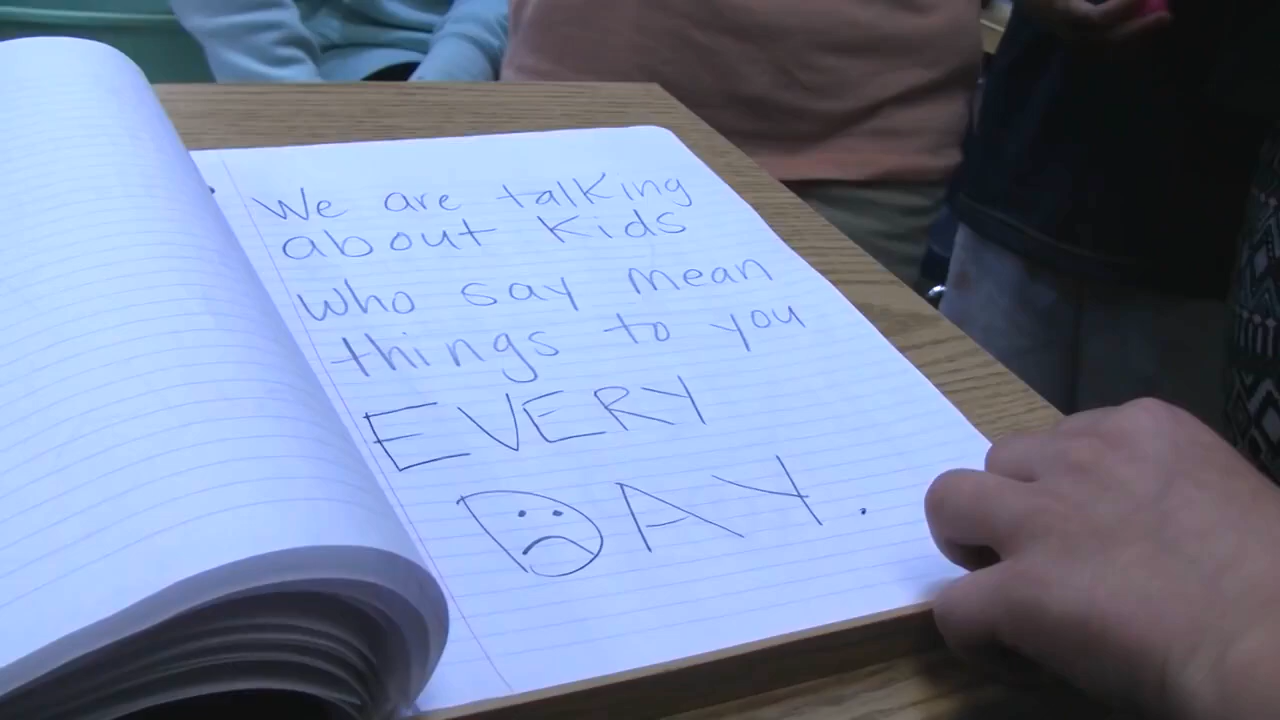 We are talking
about kids
who say mean
things to you
EVERY
DAY.